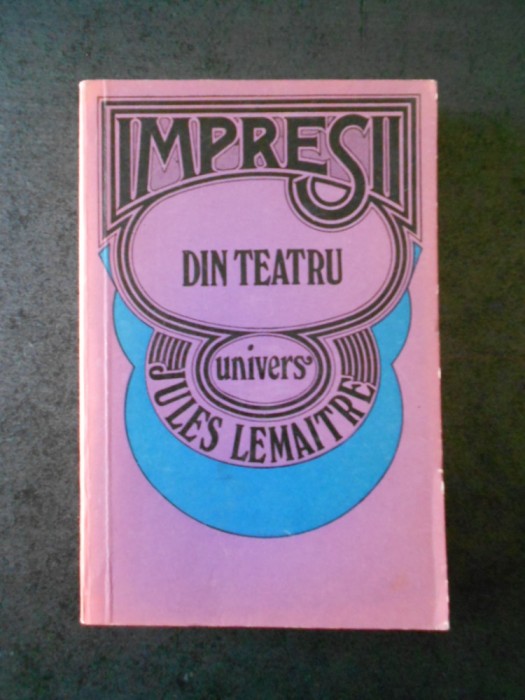 IMPRESII
DIN TEATRU
univers
JULES LEMAITRE